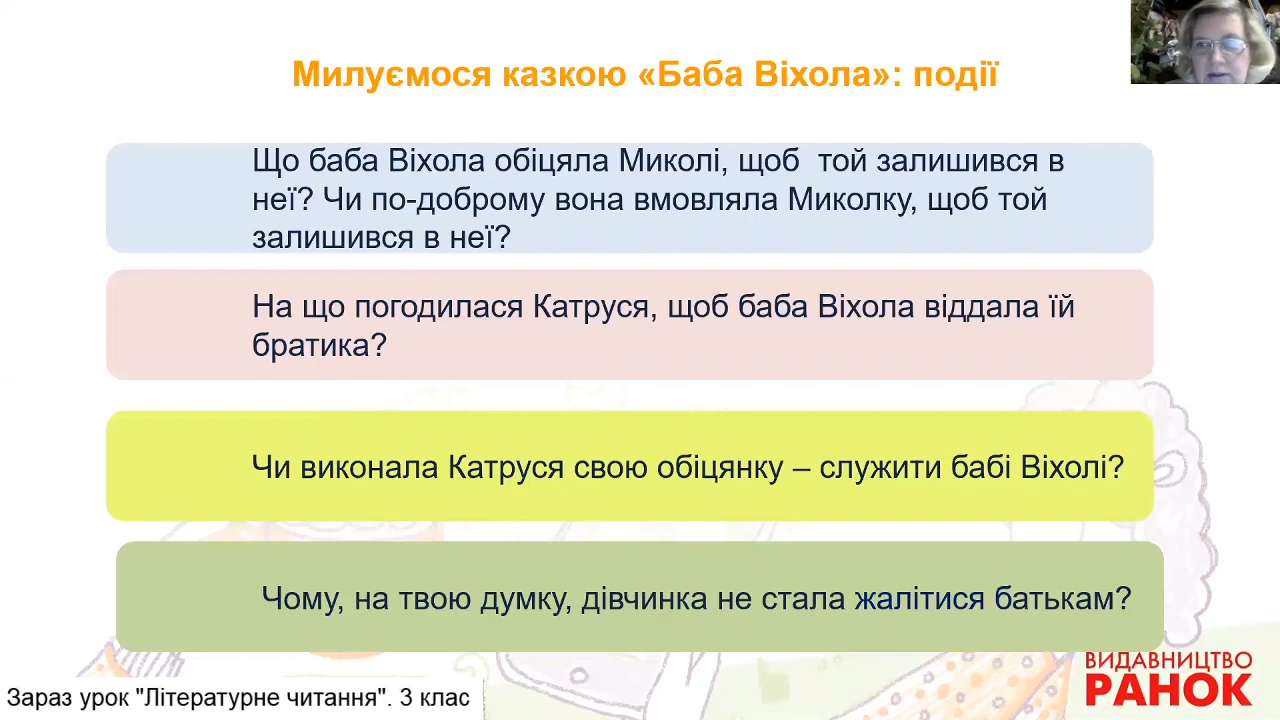 Милуємося казкою «Баба Віхола»: події
Що баба Віхола обіцяла Миколі, щоб  той залишився в
неї? Чи по-доброму вона вмовляла Миколку, щоб той
залишився в неї?
На що погодилася Катруся, щоб баба Віхола віддала їй
братика?
Чи виконала Катруся свою обіцянку – служити бабі Віхолі?
Чому, на твою думку, дівчинка не стала жалітися батькам?
ВИДАВНИЦТВО
РАНОК
Зараз урок "Літературне читання". 3 клас